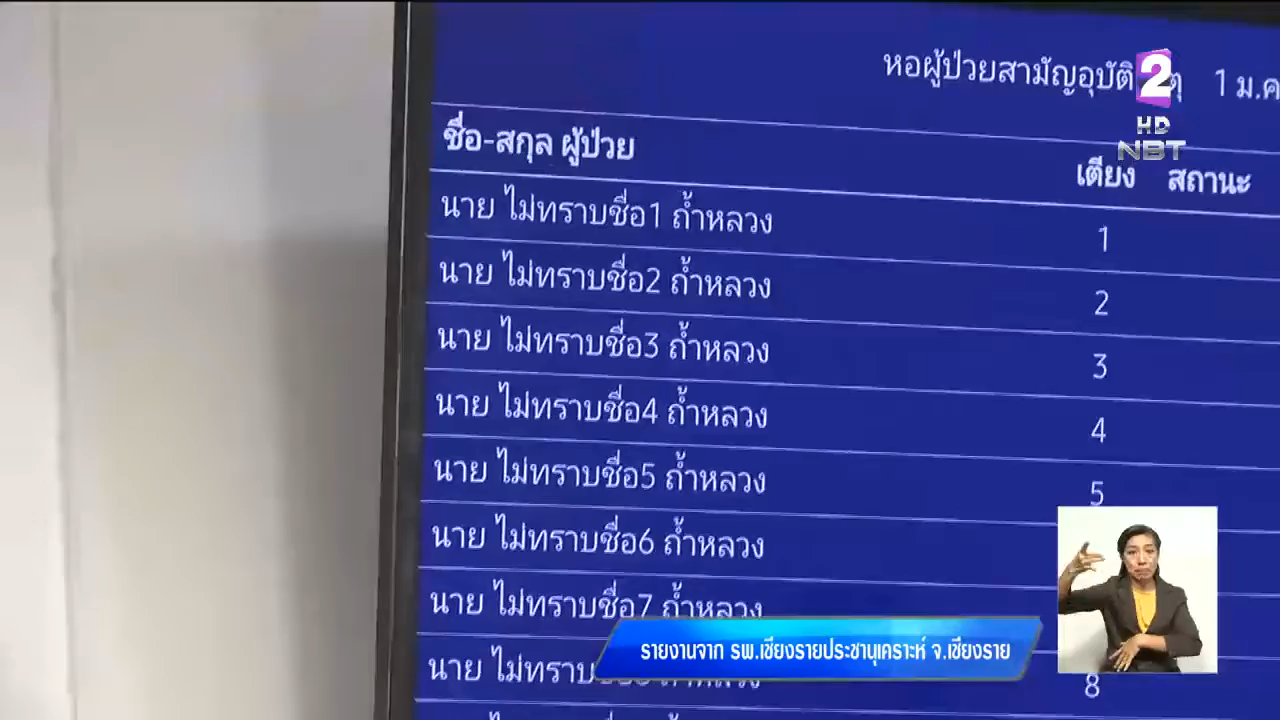 หอผู้ป่วยสามัญอุบัติ ตุ 1 ม.ค
2
HD
NBT
ชื่อ-สกุล ผู้ป่วย เตียง สถานะ
นาย ไม่ทราบชื่อ1 ถ้ำหลวง 1
นาย ไม่ทราบชื่อ2 ถ้ำหลวง 2
นาย ไม่ทราบชื่อ3 ถ้ำหลวง 3
นาย ไม่ทราบชื่อ4 ถ้ำหลวง 4
นาย ไม่ทราบชื่อ5 ถ้ำหลวง 5
นาย ไม่ทราบชื่อ6 ถ้ำหลวง
นาย ไม่ทราบชื่อ7 ถ้ำหลวง
รายงานจาก รพ.เชียงรายประชานุเคราะห์ จ.เชียงราย
นาย ไม่ทราบ 8